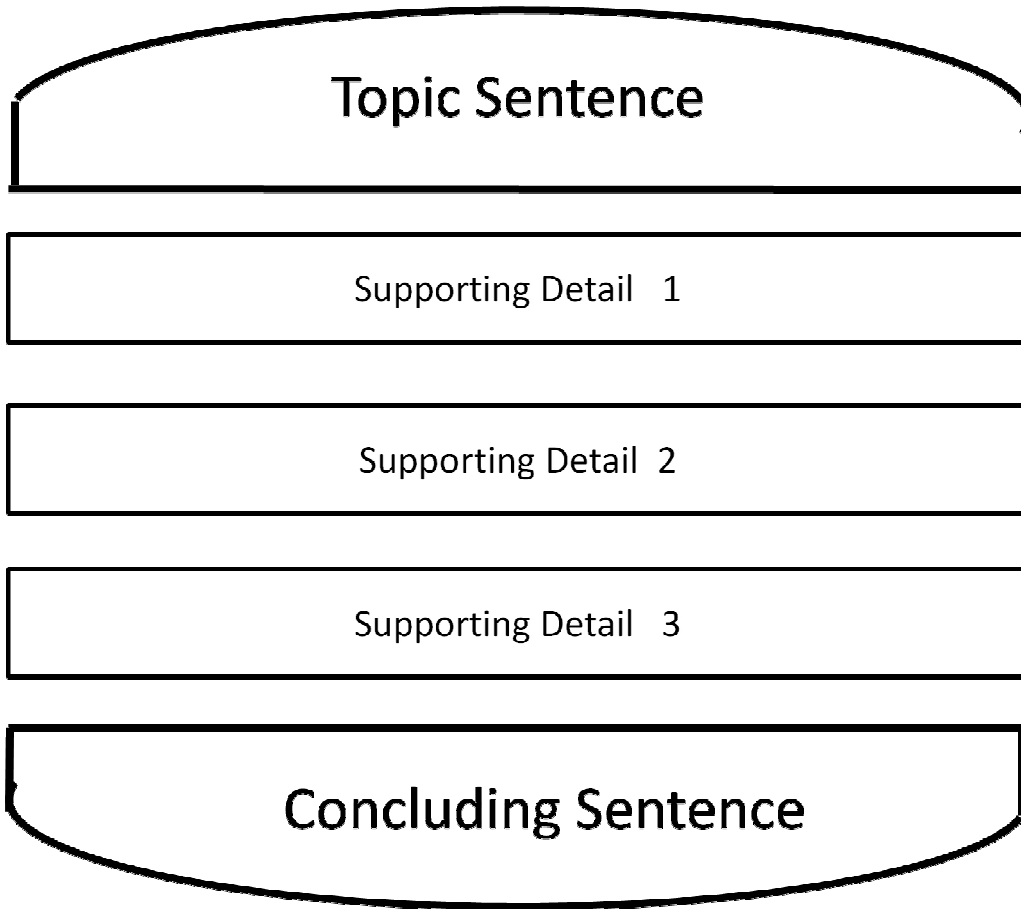 Topic Sentence
Supporting Detail 1
Supporting Detail 2
Supporting Detail 3
Concluding Sentence